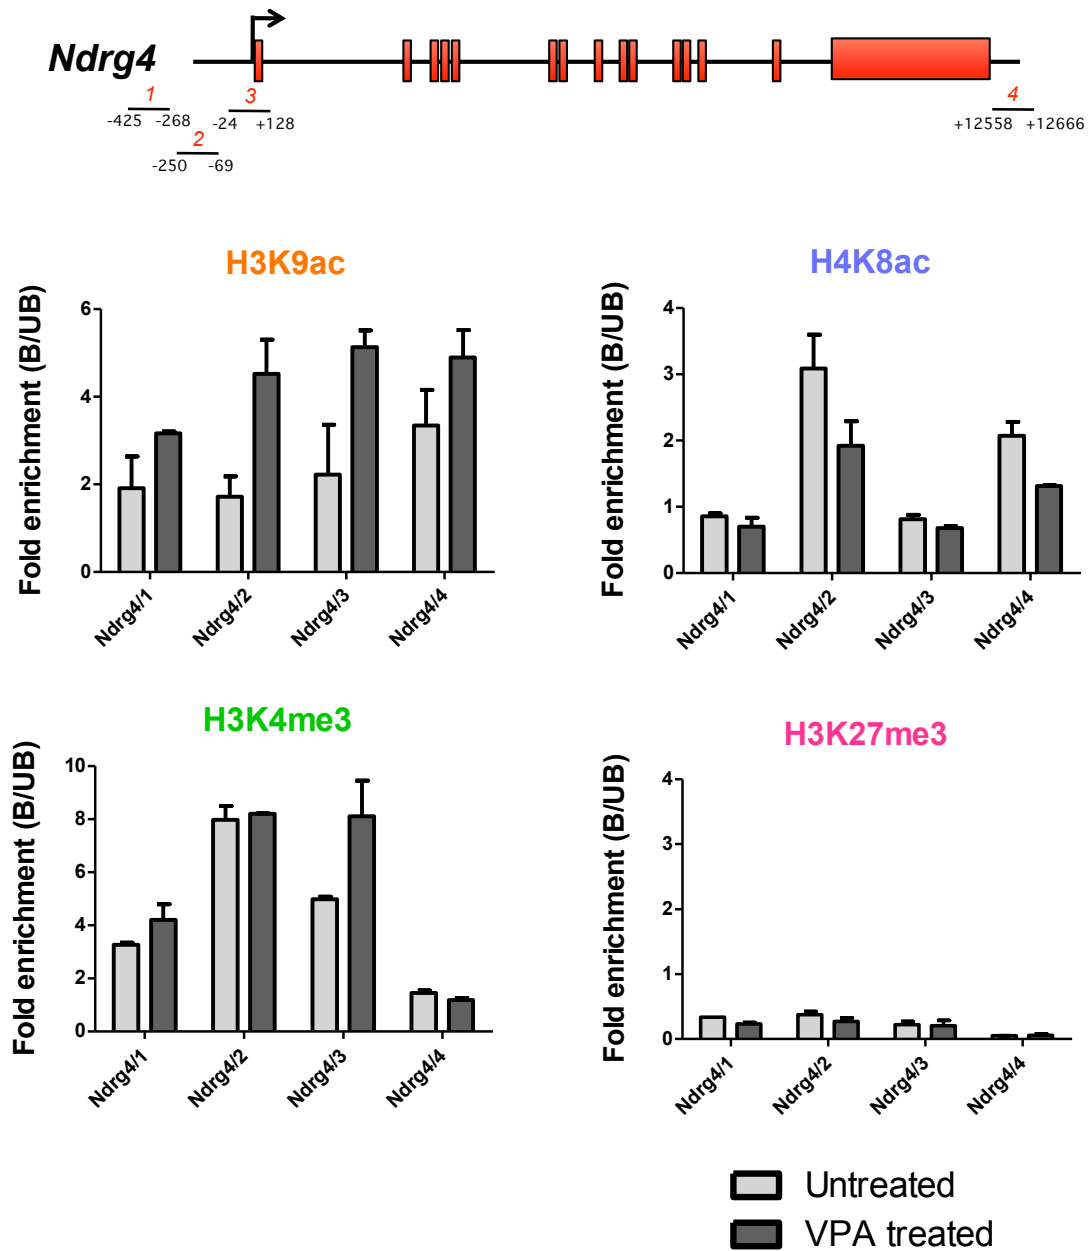 Ndrg4
1
3
4
-425 -268
-24 +128
+12558 +12666
2
-250 -69
H3K9ac
Fold enrichment (B/UB)
6
4
2
0
Ndrg4/1
Ndrg4/2
Ndrg4/3
Ndrg4/4
H4K8ac
Fold enrichment (B/UB)
4
3
2
1
0
Ndrg4/1
Ndrg4/2
Ndrg4/3
Ndrg4/4
H3K4me3
Fold enrichment (B/UB)
10
8
6
4
2
0
Ndrg4/1
Ndrg4/2
Ndrg4/3
Ndrg4/4
H3K27me3
Fold enrichment (B/UB)
4
3
2
1
0
Ndrg4/1
Ndrg4/2
Ndrg4/3
Ndrg4/4
Untreated
VPA treated